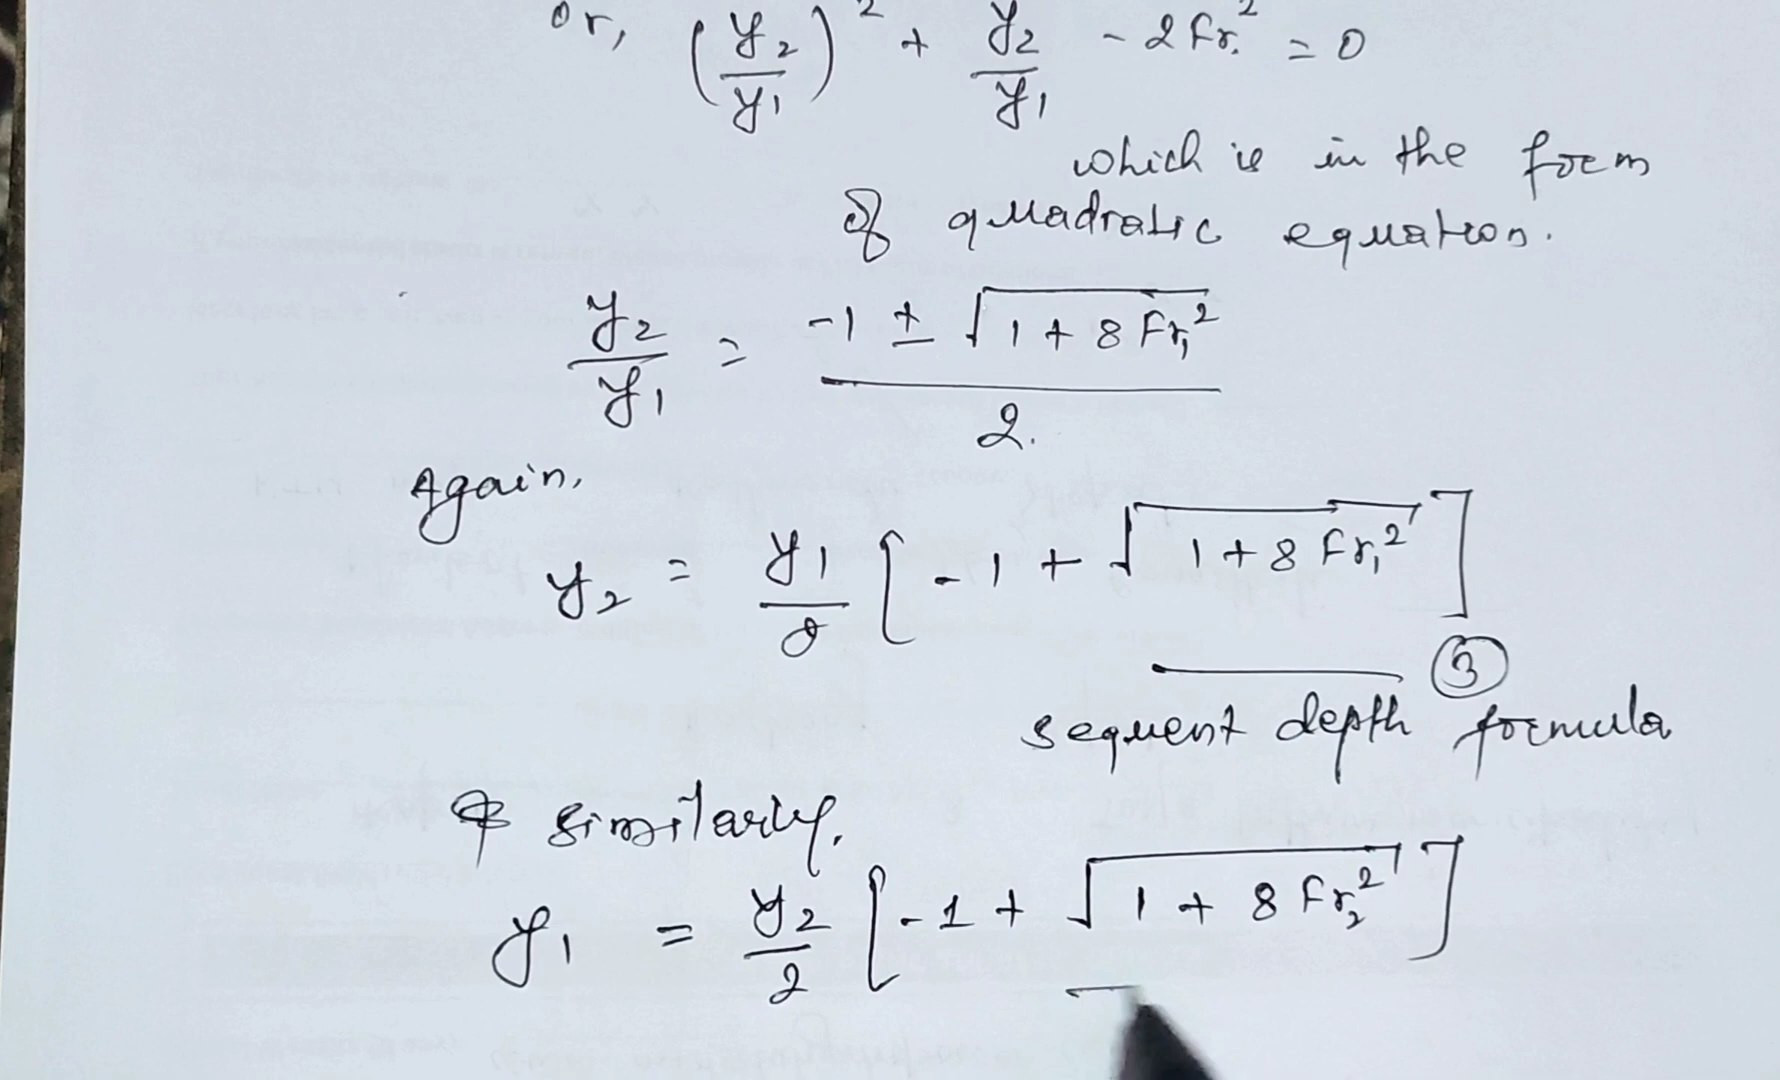 or, (y₂/y₁)² + y₂/y₁ - 2Fr₁² = 0
which is in the form
of quadratic equation.
y₂/y₁ = (-1 ± √(1 + 8Fr₁²))/2.
Again,
y₂ = y₁/2 [-1 + √(1 + 8Fr₁²)]
③
sequent depth formula
& similarly,
y₁ = y₂/2 [-1 + √(1 + 8Fr₂²)]